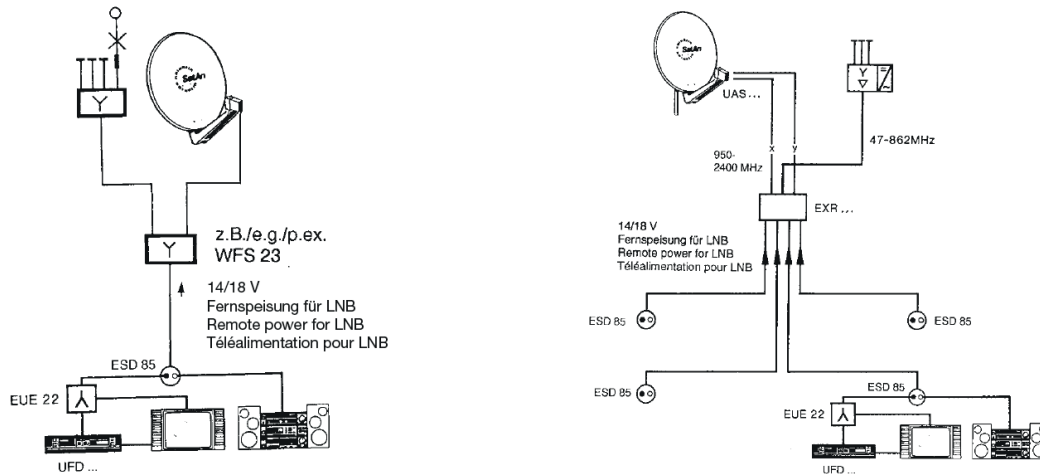 SatAn
z.B./e.g./p.ex.
WFS 23
14/18 V
Fernspeisung für LNB
Remote power for LNB
Téléalimentation pour LNB
ESD 85
EUE 22
UFD ...
SatAn
UAS ...
950-
2400 MHz
x
y
47-862MHz
EXR ...
14/18 V
Fernspeisung für LNB
Remote power for LNB
Téléalimentation pour LNB
ESD 85
ESD 85
ESD 85
ESD 85
EUE 22
UFD ...